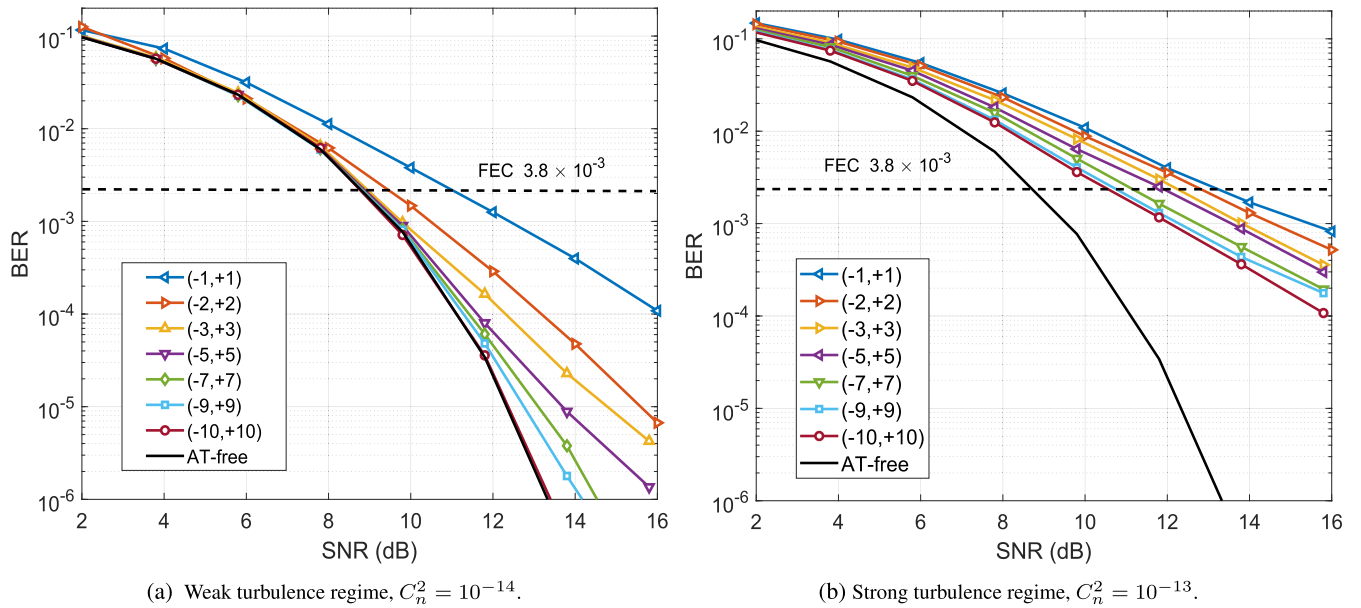 10^-1
10^-2
10^-3
10^-4
10^-5
10^-6
BER
FEC 3.8 × 10^-3
(-1,+1)
(-2,+2)
(-3,+3)
(-5,+5)
(-7,+7)
(-9,+9)
(-10,+10)
AT-free
2 4 6 8 10 12 14 16
SNR (dB)
(a) Weak turbulence regime, C_n^2 = 10^-14.
10^-1
10^-2
10^-3
10^-4
10^-5
10^-6
BER
FEC 3.8 × 10^-3
(-1,+1)
(-2,+2)
(-3,+3)
(-5,+5)
(-7,+7)
(-9,+9)
(-10,+10)
AT-free
2 4 6 8 10 12 14 16
SNR (dB)
(b) Strong turbulence regime, C_n^2 = 10^-13.